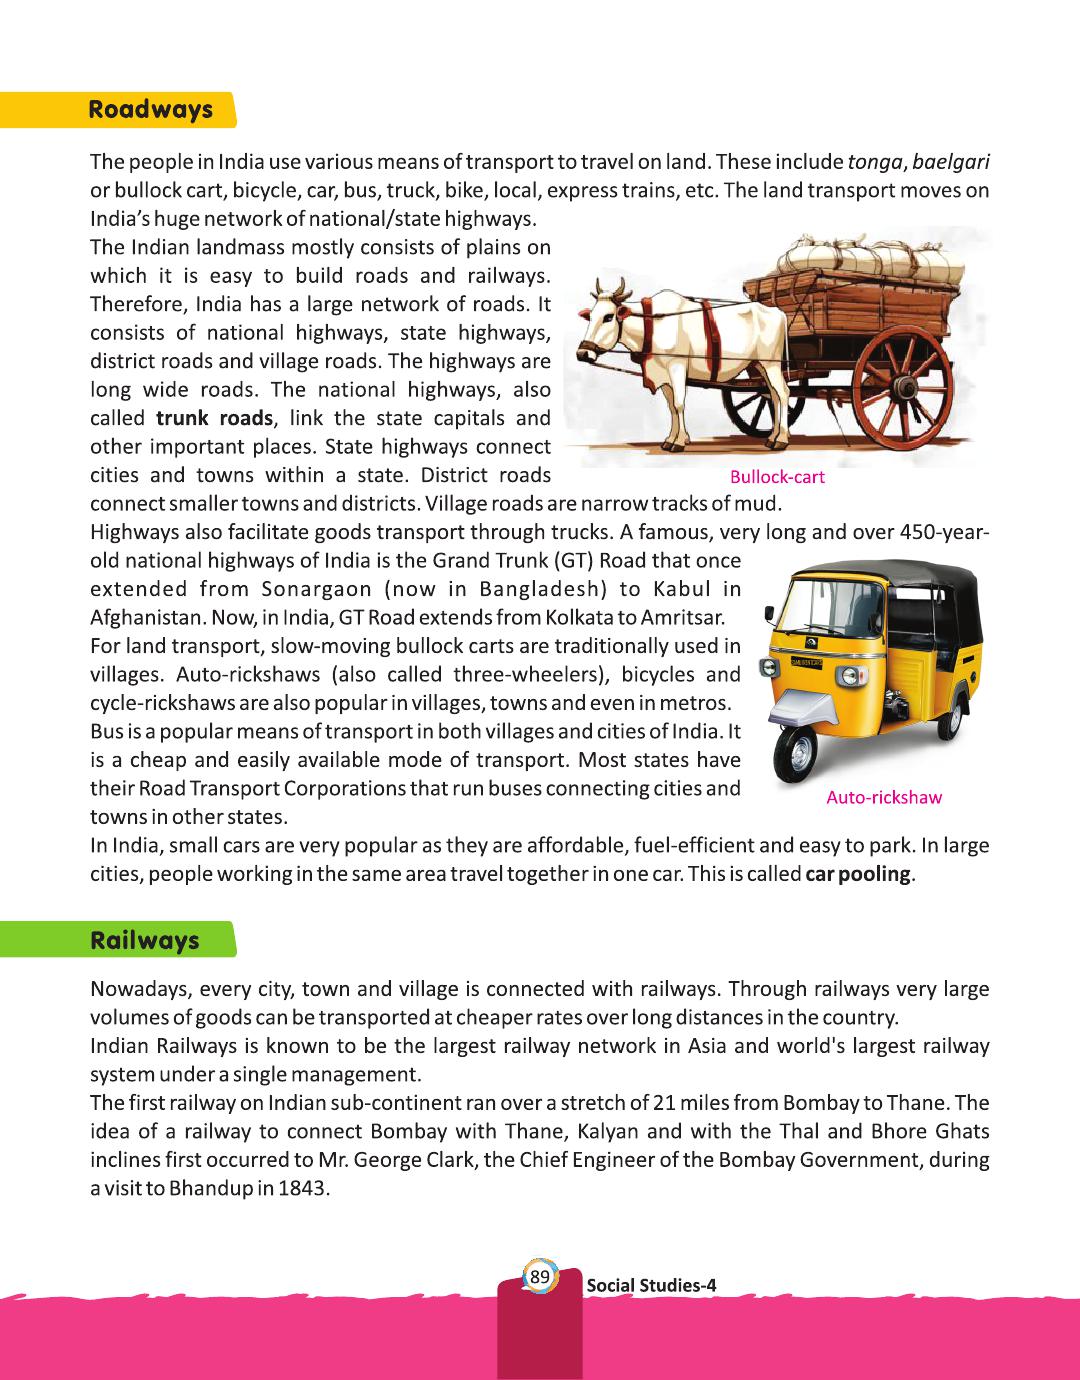 Roadways
The people in India use various means of transport to travel on land. These include tonga, baelgari
or bullock cart, bicycle, car, bus, truck, bike, local, express trains, etc. The land transport moves on
India’s huge network of national/state highways.
The Indian landmass mostly consists of plains on
which it is easy to build roads and railways.
Therefore, India has a large network of roads. It
consists of national highways, state highways,
district roads and village roads. The highways are
long wide roads. The national highways, also
called trunk roads, link the state capitals and
other important places. State highways connect
cities and towns within a state. District roads
Bullock-cart
connect smaller towns and districts. Village roads are narrow tracks of mud.
Highways also facilitate goods transport through trucks. A famous, very long and over 450-year-
old national highways of India is the Grand Trunk (GT) Road that once
extended from Sonargaon (now in Bangladesh) to Kabul in
Afghanistan. Now, in India, GT Road extends from Kolkata to Amritsar.
For land transport, slow-moving bullock carts are traditionally used in
villages. Auto-rickshaws (also called three-wheelers), bicycles and
cycle-rickshaws are also popular in villages, towns and even in metros.
Bus is a popular means of transport in both villages and cities of India. It
is a cheap and easily available mode of transport. Most states have
their Road Transport Corporations that run buses connecting cities and
towns in other states.
Auto-rickshaw
In India, small cars are very popular as they are affordable, fuel-efficient and easy to park. In large
cities, people working in the same area travel together in one car. This is called car pooling.
Railways
Nowadays, every city, town and village is connected with railways. Through railways very large
volumes of goods can be transported at cheaper rates over long distances in the country.
Indian Railways is known to be the largest railway network in Asia and world's largest railway
system under a single management.
The first railway on Indian sub-continent ran over a stretch of 21 miles from Bombay to Thane. The
idea of a railway to connect Bombay with Thane, Kalyan and with the Thal and Bhore Ghats
inclines first occurred to Mr. George Clark, the Chief Engineer of the Bombay Government, during
a visit to Bhandup in 1843.
89
Social Studies-4